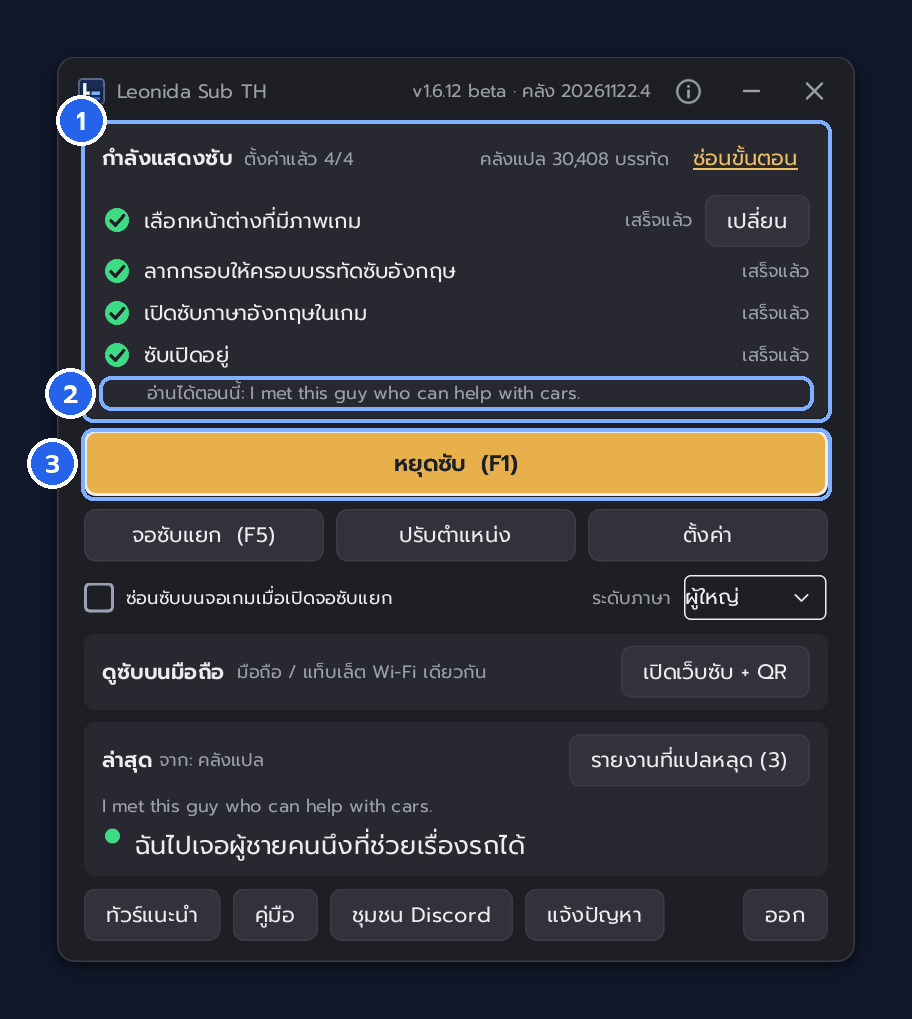 Leonida Sub TH v1.6.12 beta · คลัง 20261122.4
1
กำลังแสดงซับ ตั้งค่าแล้ว 4/4 คลังแปล 30,408 บรรทัด ซ่อนขั้นตอน
เลือกหน้าต่างที่มีภาพเกม เสร็จแล้ว เปลี่ยน
ลากกรอบให้ครอบบรรทัดซับอังกฤษ เสร็จแล้ว
เปิดซับภาษาอังกฤษในเกม เสร็จแล้ว
ซับเปิดอยู่ เสร็จแล้ว
2 อ่านได้ตอนนี้: I met this guy who can help with cars.
3 หยุดซับ (F1)
จอซับแยก (F5) ปรับตำแหน่ง ตั้งค่า
ซ่อนซับบนจอเกมเมื่อเปิดจอซับแยก ระดับภาษา ผู้ใหญ่
ดูซับบนมือถือ มือถือ / แท็บเล็ต Wi-Fi เดียวกัน เปิดเว็บซับ + QR
ล่าสุด จาก: คลังแปล รายงานที่แปลหลุด (3)
I met this guy who can help with cars.
ฉันไปเจอผู้ชายคนนึงที่ช่วยเรื่องรถได้
ทัวร์แนะนำ คู่มือ ชุมชน Discord แจ้งปัญหา ออก